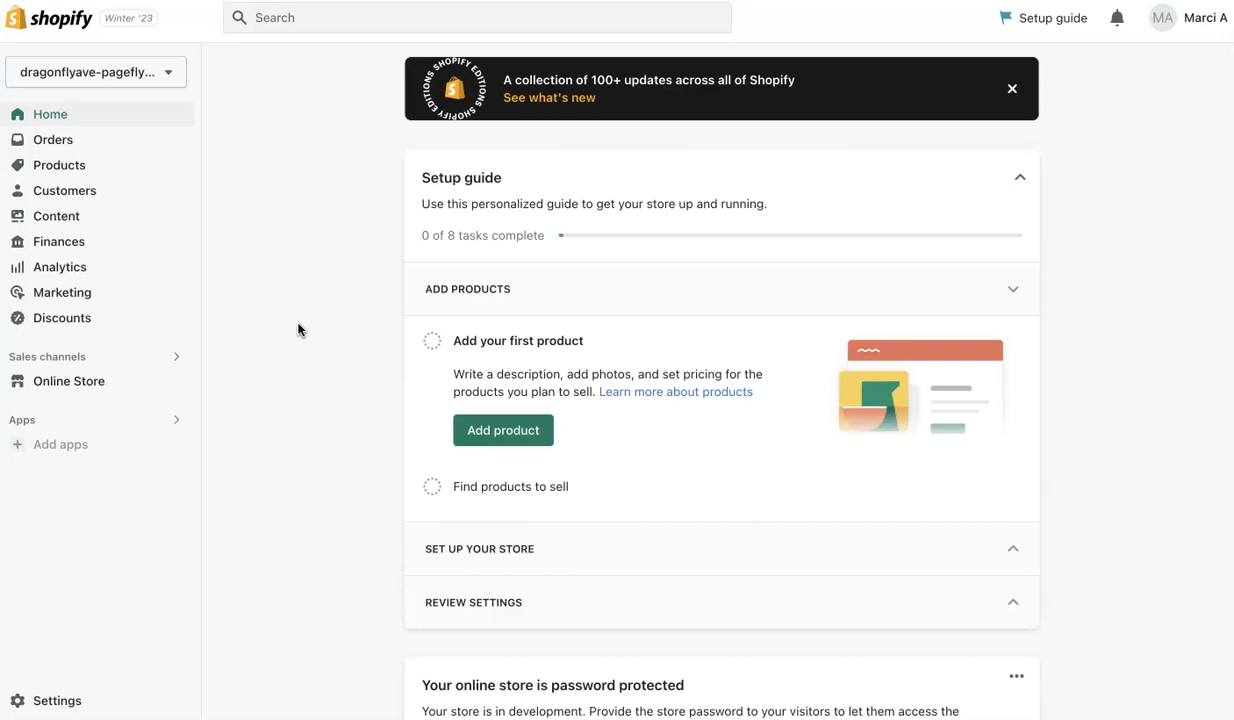 shopify Winter '23
Search
Setup guide
MA Marci A
dragonflyave-pagefly...
Home
Orders
Products
Customers
Content
Finances
Analytics
Marketing
Discounts
Sales channels
Online Store
Apps
Add apps
Settings
SHOPIFY EDITIONS SHOPIFY EDITIONS
A collection of 100+ updates across all of Shopify
See what's new
Setup guide
Use this personalized guide to get your store up and running.
0 of 8 tasks complete
ADD PRODUCTS
Add your first product
Write a description, add photos, and set pricing for the
products you plan to sell. Learn more about products
Add product
Find products to sell
SET UP YOUR STORE
REVIEW SETTINGS
Your online store is password protected
Your store is in development. Provide the store password to your visitors to let them access the